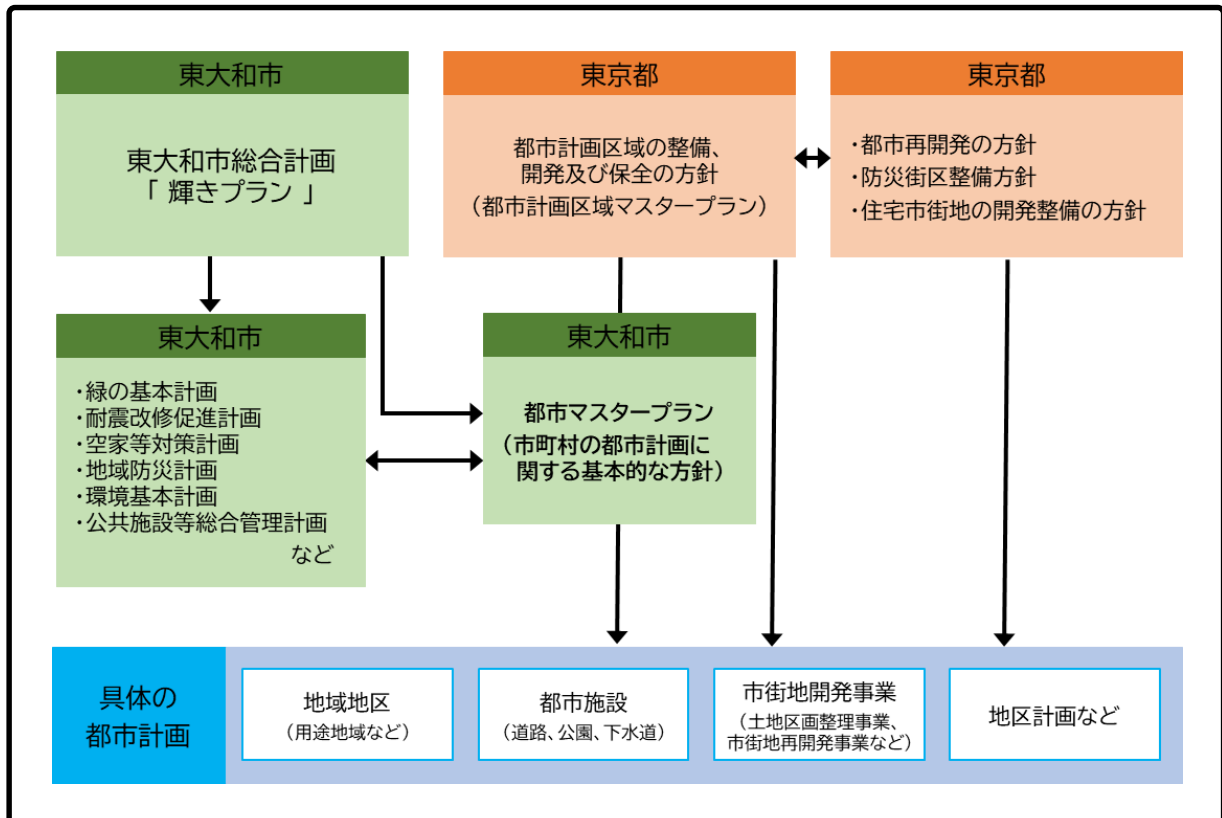 東大和市
東大和市総合計画
「 輝きプラン 」
東京都
都市計画区域の整備、
開発及び保全の方針
（都市計画区域マスタープラン）
東京都
・都市再開発の方針
・防災街区整備方針
・住宅市街地の開発整備の方針
東大和市
・緑の基本計画
・耐震改修促進計画
・空家等対策計画
・地域防災計画
・環境基本計画
・公共施設等総合管理計画
など
東大和市
都市マスタープラン
（市町村の都市計画に
関する基本的な方針）
具体の
都市計画
地域地区
（用途地域など）
都市施設
（道路、公園、下水道）
市街地開発事業
（土地区画整理事業、
市街地再開発事業など）
地区計画など